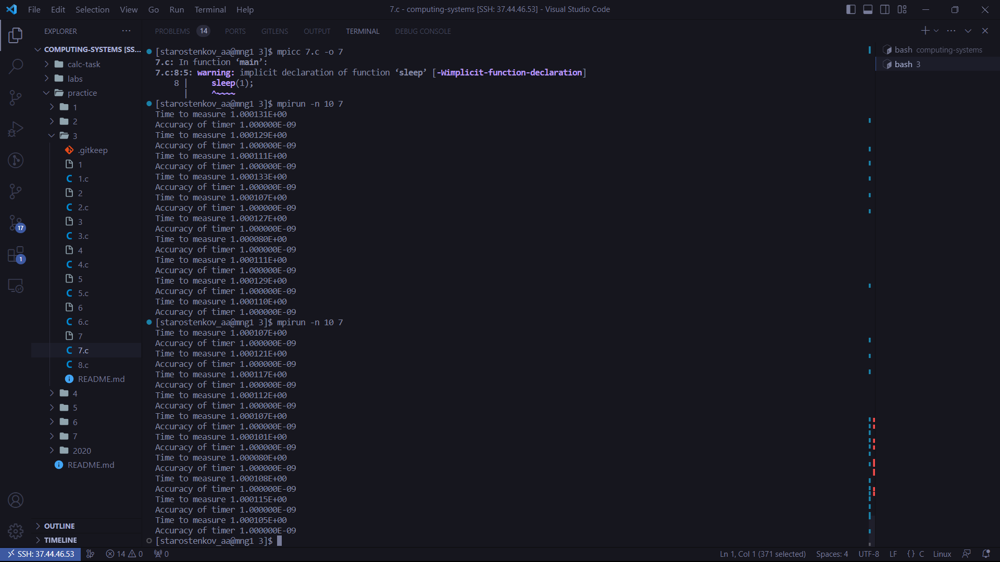 File Edit Selection View Go Run Terminal Help
7.c - computing-systems [SSH: 37.44.46.53] - Visual Studio Code
EXPLORER
COMPUTING-SYSTEMS [SS...
calc-task
labs
practice
1
2
3
.gitkeep
1
1.c
2
2.c
3
3.c
4
4.c
5
5.c
6
6.c
7
7.c
8.c
README.md
4
5
6
7
2020
README.md
OUTLINE
TIMELINE
17
1
PROBLEMS 14 PORTS GITLENS OUTPUT TERMINAL DEBUG CONSOLE
[starostenkov_aa@mng1 3]$ mpicc 7.c -o 7
7.c: In function ‘main’:
7.c:8:5: warning: implicit declaration of function ‘sleep’ [-Wimplicit-function-declaration]
8 | sleep(1);
| ^~~~~
[starostenkov_aa@mng1 3]$ mpirun -n 10 7
Time to measure 1.000131E+00
Accuracy of timer 1.000000E-09
Time to measure 1.000129E+00
Accuracy of timer 1.000000E-09
Time to measure 1.000111E+00
Accuracy of timer 1.000000E-09
Time to measure 1.000133E+00
Accuracy of timer 1.000000E-09
Time to measure 1.000107E+00
Accuracy of timer 1.000000E-09
Time to measure 1.000127E+00
Accuracy of timer 1.000000E-09
Time to measure 1.000080E+00
Accuracy of timer 1.000000E-09
Time to measure 1.000111E+00
Accuracy of timer 1.000000E-09
Time to measure 1.000129E+00
Accuracy of timer 1.000000E-09
Time to measure 1.000110E+00
Accuracy of timer 1.000000E-09
[starostenkov_aa@mng1 3]$ mpirun -n 10 7
Time to measure 1.000107E+00
Accuracy of timer 1.000000E-09
Time to measure 1.000121E+00
Accuracy of timer 1.000000E-09
Time to measure 1.000117E+00
Accuracy of timer 1.000000E-09
Time to measure 1.000112E+00
Accuracy of timer 1.000000E-09
Time to measure 1.000107E+00
Accuracy of timer 1.000000E-09
Time to measure 1.000101E+00
Accuracy of timer 1.000000E-09
Time to measure 1.000080E+00
Accuracy of timer 1.000000E-09
Time to measure 1.000108E+00
Accuracy of timer 1.000000E-09
Time to measure 1.000115E+00
Accuracy of timer 1.000000E-09
Time to measure 1.000105E+00
Accuracy of timer 1.000000E-09
[starostenkov_aa@mng1 3]$
bash computing-systems
bash 3
SSH: 37.44.46.53 14 0 0 Ln 1, Col 1 (371 selected) Spaces: 4 UTF-8 LF {} C Linux